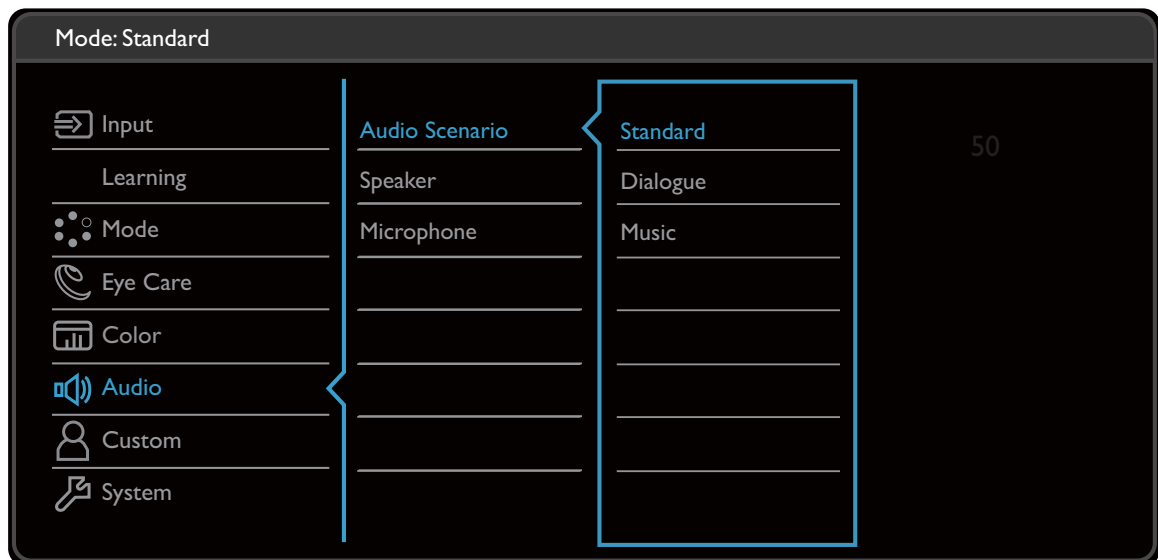 Mode: Standard
Input
Learning
Mode
Eye Care
Color
Audio
Custom
System
Audio Scenario
Speaker
Microphone
Standard
Dialogue
Music
50